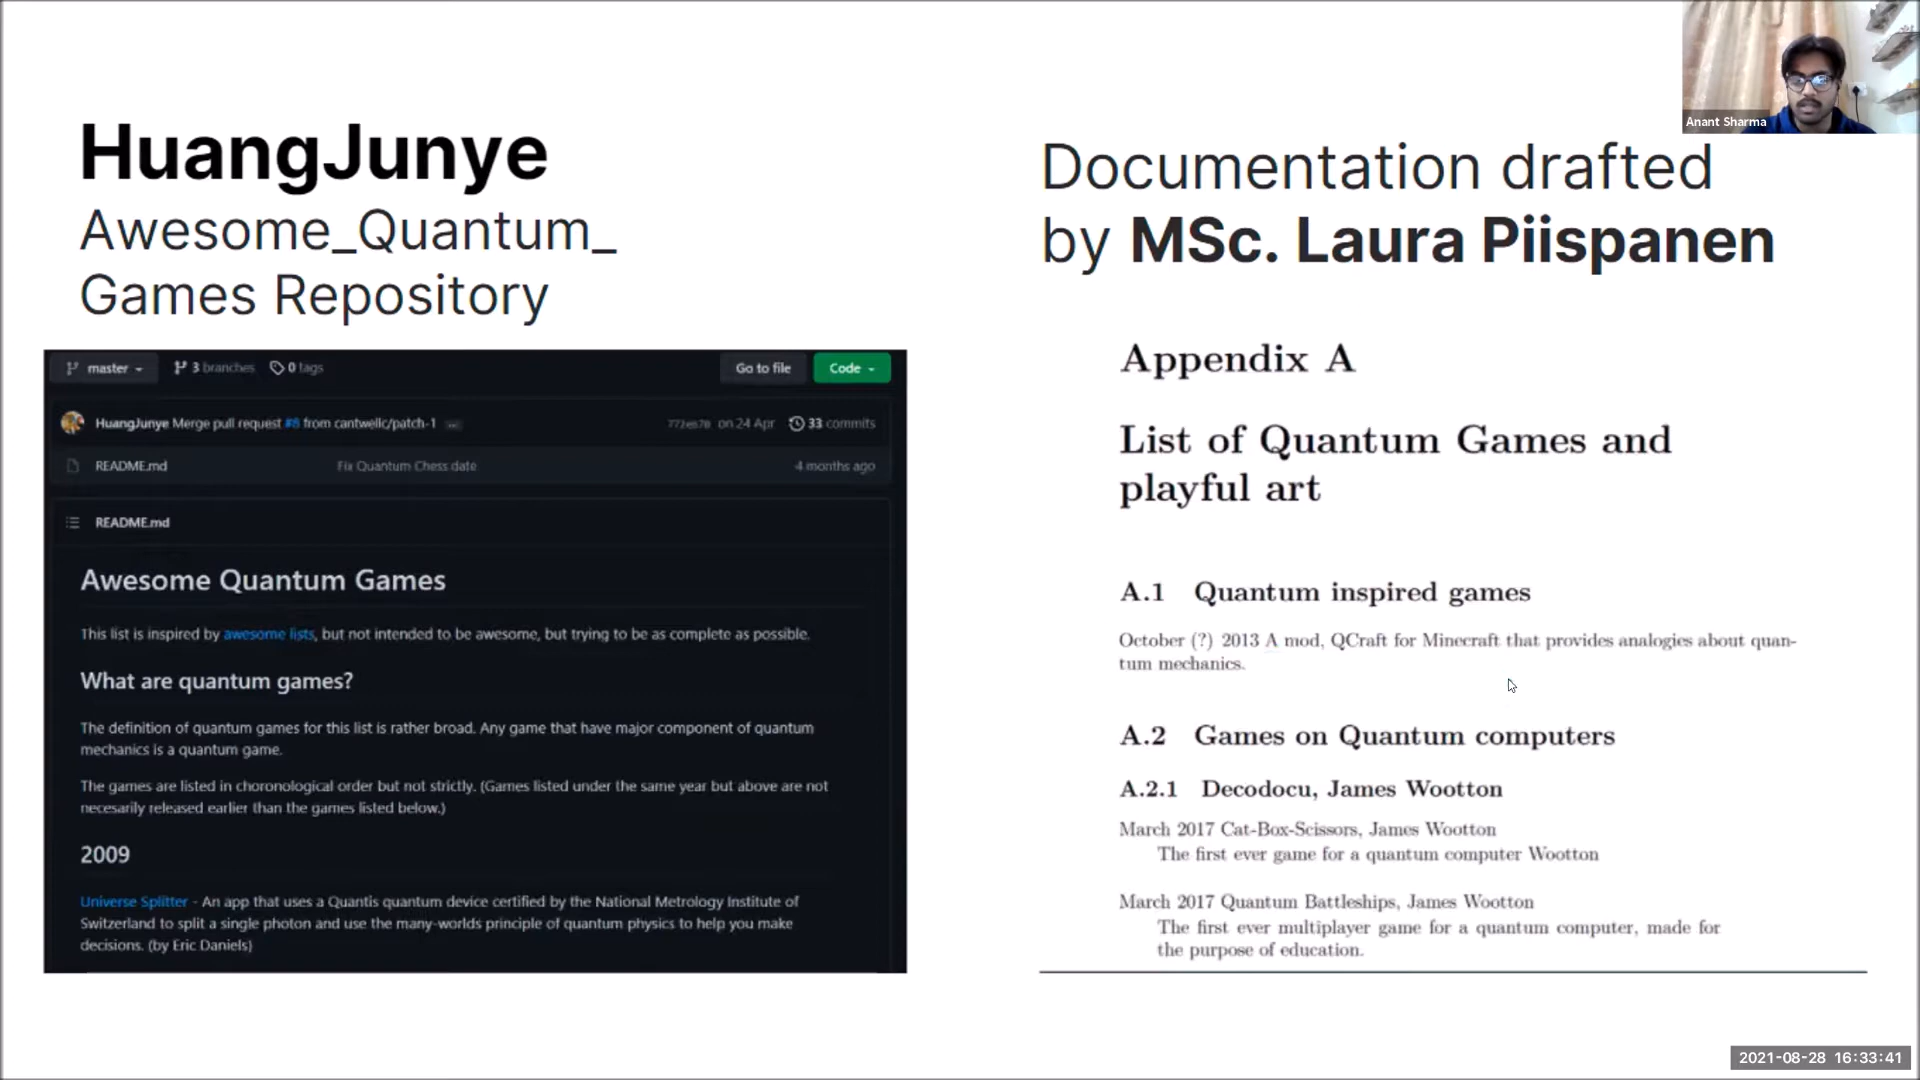 Anant Sharma
HuangJunye
Awesome_Quantum_
Games Repository
master
3 branches
0 tags
Go to file
Code
HuangJunye Merge pull request #8 from cantwellc/patch-1
on 24 Apr
33 commits
README.md
Fix Quantum Chess date
4 months ago
README.md
Awesome Quantum Games
This list is inspired by awesome lists, but not intended to be awesome, but trying to be as complete as possible.
What are quantum games?
The definition of quantum games for this list is rather broad. Any game that have major component of quantum
mechanics is a quantum game.
The games are listed in choronological order but not strictly. (Games listed under the same year but above are not
necesarily released earlier than the games listed below.)
2009
Universe Splitter - An app that uses a Quantis quantum device certified by the National Metrology Institute of
Switzerland to split a single photon and use the many-worlds principle of quantum physics to help you make
decisions. (by Eric Daniels)
Documentation drafted
by MSc. Laura Piispanen
Appendix A
List of Quantum Games and
playful art
A.1 Quantum inspired games
October (?) 2013 A mod, QCraft for Minecraft that provides analogies about quan-
tum mechanics.
A.2 Games on Quantum computers
A.2.1 Decodocu, James Wootton
March 2017 Cat-Box-Scissors, James Wootton
The first ever game for a quantum computer Wootton
March 2017 Quantum Battleships, James Wootton
The first ever multiplayer game for a quantum computer, made for
the purpose of education.
2021-08-28 16:33:41